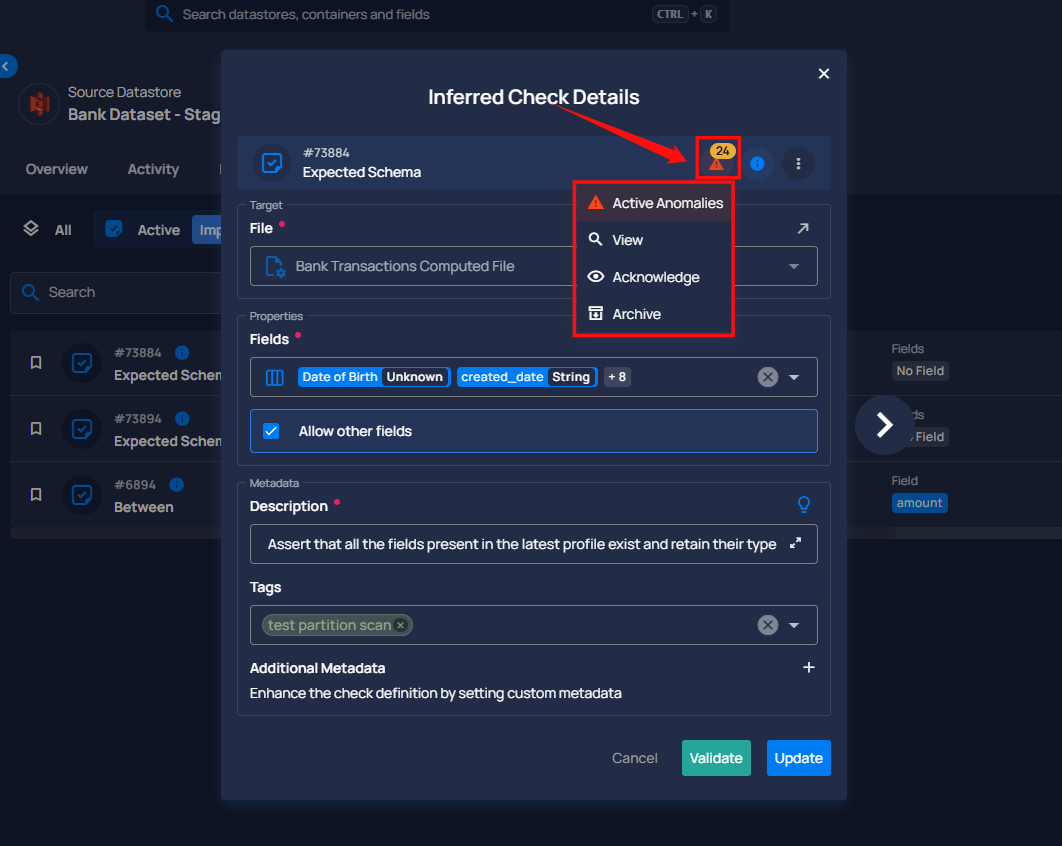 Search datastores, containers and fields
CTRL + K
Source Datastore
Bank Dataset - Stag
Overview
Activity
All
Active
Imp
Search
#73884
Expected Schem
Fields
No Field
#73894
Expected Schem
Field
#6894
Between
Field
amount
Inferred Check Details
#73884
Expected Schema
24
Active Anomalies
View
Acknowledge
Archive
Target
File
Bank Transactions Computed File
Properties
Fields
Date of Birth Unknown created_date String + 8
Allow other fields
Metadata
Description
Assert that all the fields present in the latest profile exist and retain their type
Tags
test partition scan
Additional Metadata
Enhance the check definition by setting custom metadata
Cancel
Validate
Update